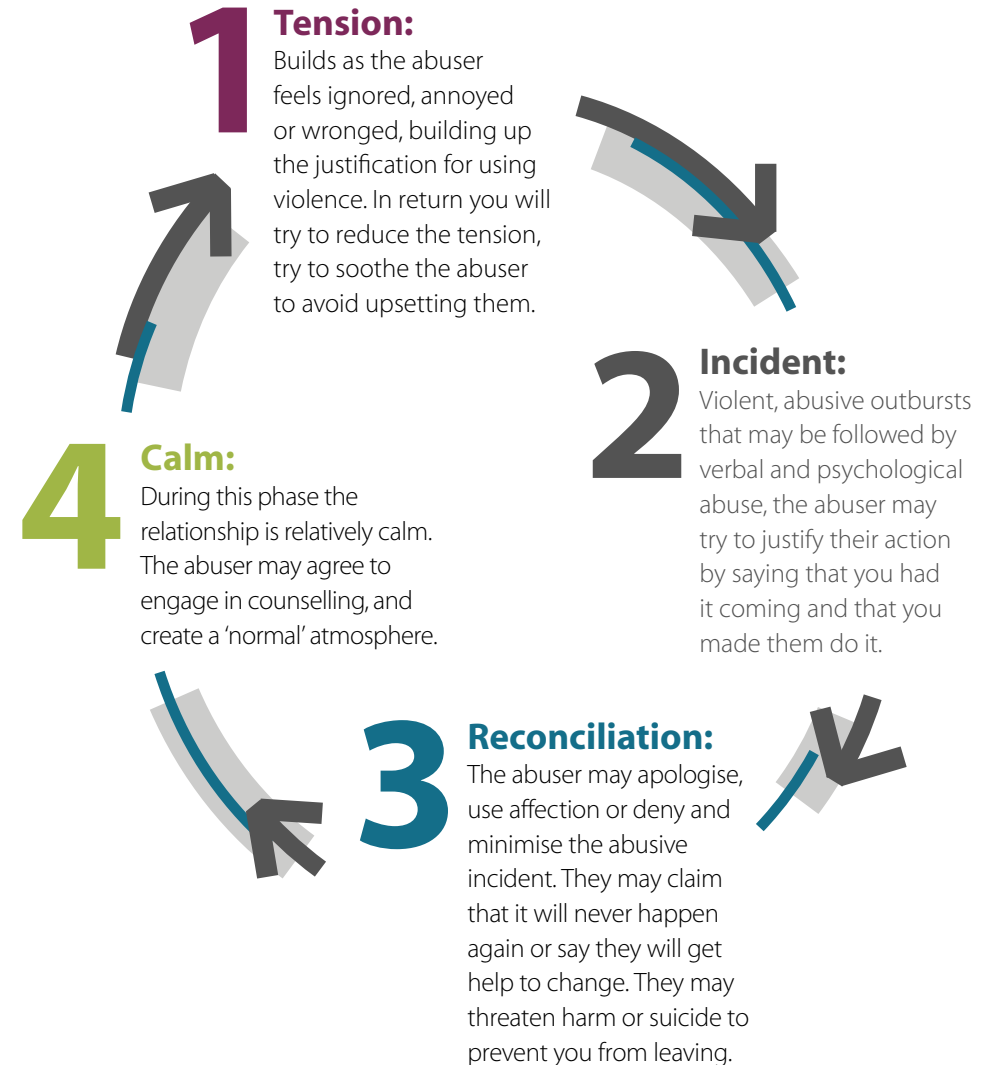 1
Tension:
Builds as the abuser
feels ignored, annoyed
or wronged, building up
the justification for using
violence. In return you will
try to reduce the tension,
try to soothe the abuser
to avoid upsetting them.
2
Incident:
Violent, abusive outbursts
that may be followed by
verbal and psychological
abuse, the abuser may
try to justify their action
by saying that you had
it coming and that you
made them do it.
3
Reconciliation:
The abuser may apologise,
use affection or deny and
minimise the abusive
incident. They may claim
that it will never happen
again or say they will get
help to change. They may
threaten harm or suicide to
prevent you from leaving.
4
Calm:
During this phase the
relationship is relatively calm.
The abuser may agree to
engage in counselling, and
create a ‘normal’ atmosphere.